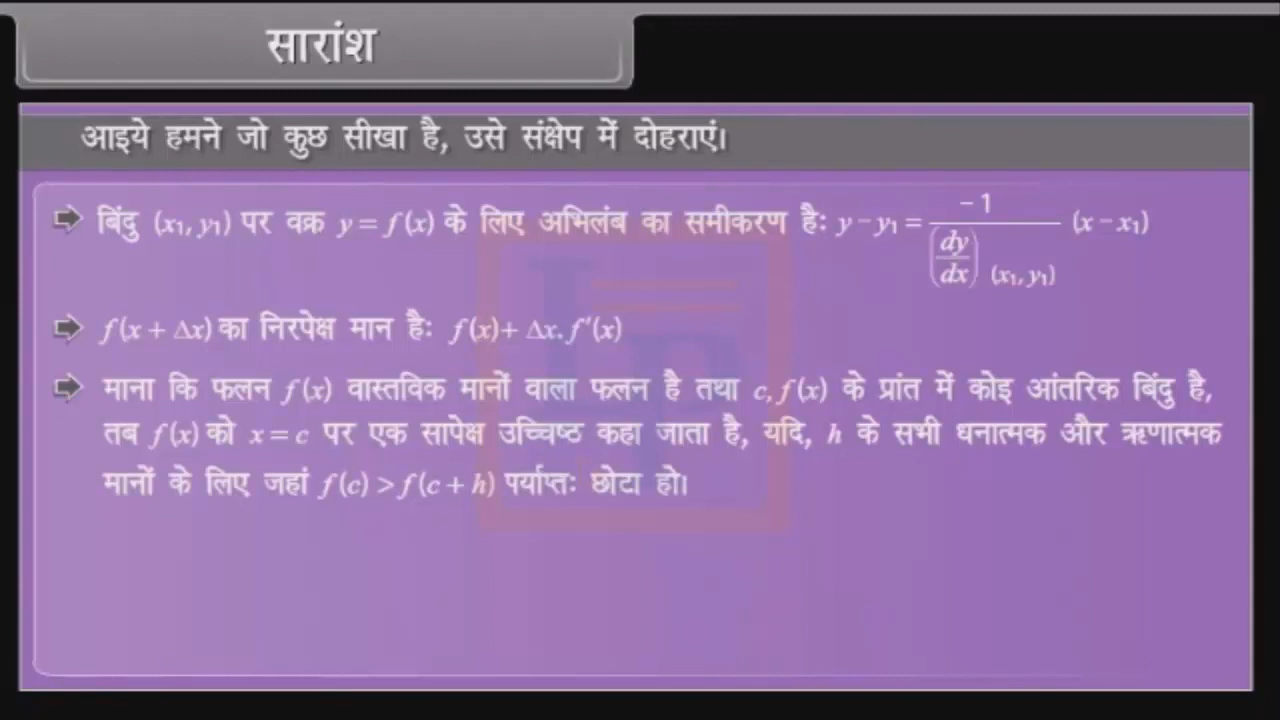 सारांश
आइये हमने जो कुछ सीखा है, उसे संक्षेप में दोहराएं।
बिंदु (x₁, y₁) पर वक्र y = f(x) के लिए अभिलंब का समीकरण है: y − y₁ = −1 / (dy/dx) (x₁, y₁) (x − x₁)
f(x + Δx) का निरपेक्ष मान है: f(x) + Δx. f′(x)
माना कि फलन f(x) वास्तविक मानों वाला फलन है तथा c, f(x) के प्रांत में कोइ आंतरिक बिंदु है,
तब f(x) को x = c पर एक सापेक्ष उच्चिष्ठ कहा जाता है, यदि, h के सभी धनात्मक और ऋणात्मक
मानों के लिए जहां f(c) > f(c + h) पर्याप्तः छोटा हो।